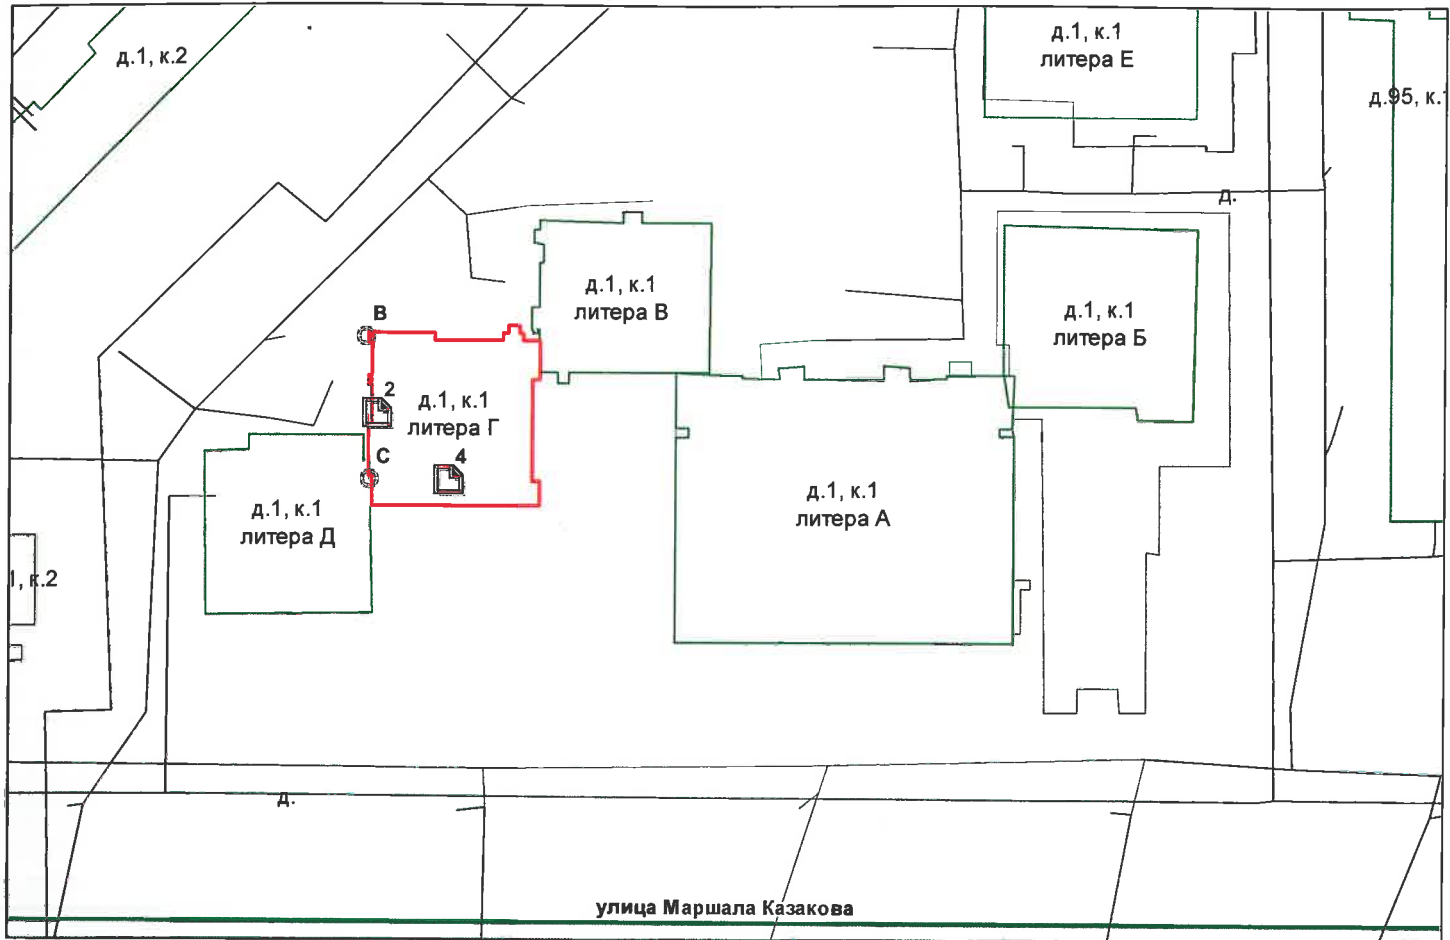 д.1, к.2
д.1, к.1
литера Е
д.95, к.
д.
д.1, к.1
литера В
д.1, к.1
литера Б
В
2
д.1, к.1
литера Г
С
4
д.1, к.1
литера Д
д.1, к.1
литера А
1, к.2
д.
улица Маршала Казакова